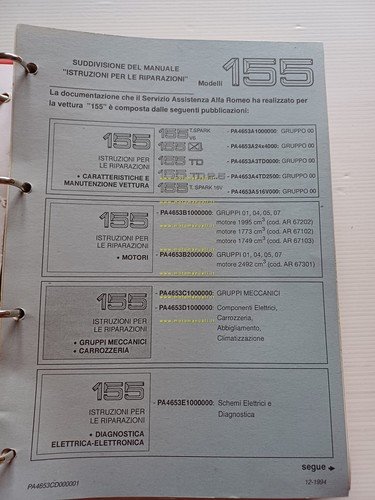 SUDDIVISIONE DEL MANUALE
"ISTRUZIONI PER LE RIPARAZIONI"
Modelli 155
La documentazione che il Servizio Assistenza Alfa Romeo ha realizzato per
la vettura "155" è composta dalle seguenti pubblicazioni:
155
ISTRUZIONI PER
LE RIPARAZIONI
• CARATTERISTICHE E
MANUTENZIONE VETTURA
155 T.SPARK V6 - PA4653A1000000: GRUPPO 00
155 - PA4653A24x4000: GRUPPO 00
155 TD - PA4653A3TD0000: GRUPPO 00
155 TD 2.5 - PA4653A4TD2500: GRUPPO 00
155 T. SPARK 16V - PA4653A516V000: GRUPPO 00
155
ISTRUZIONI PER
LE RIPARAZIONI
• MOTORI
- PA4653B1000000: GRUPPI 01, 04, 05, 07
motore 1995 cm³ (cod. AR 67202)
motore 1773 cm³ (cod. AR 67102)
motore 1749 cm³ (cod. AR 67103)
- PA4653B2000000: GRUPPI 01, 04, 05, 07
motore 2492 cm³ (cod. AR 67301)
155
ISTRUZIONI PER
LE RIPARAZIONI
• GRUPPI MECCANICI
• CARROZZERIA
- PA4653C1000000: GRUPPI MECCANICI
- PA4653D1000000: Componenti Elettrici,
Carrozzeria,
Abbigliamento,
Climatizzazione
155
ISTRUZIONI PER
LE RIPARAZIONI
• DIAGNOSTICA
ELETTRICA-ELETTRONICA
- PA4653E1000000: Schemi Elettrici e
Diagnostica
segue
PA4653CD000001
12-1994